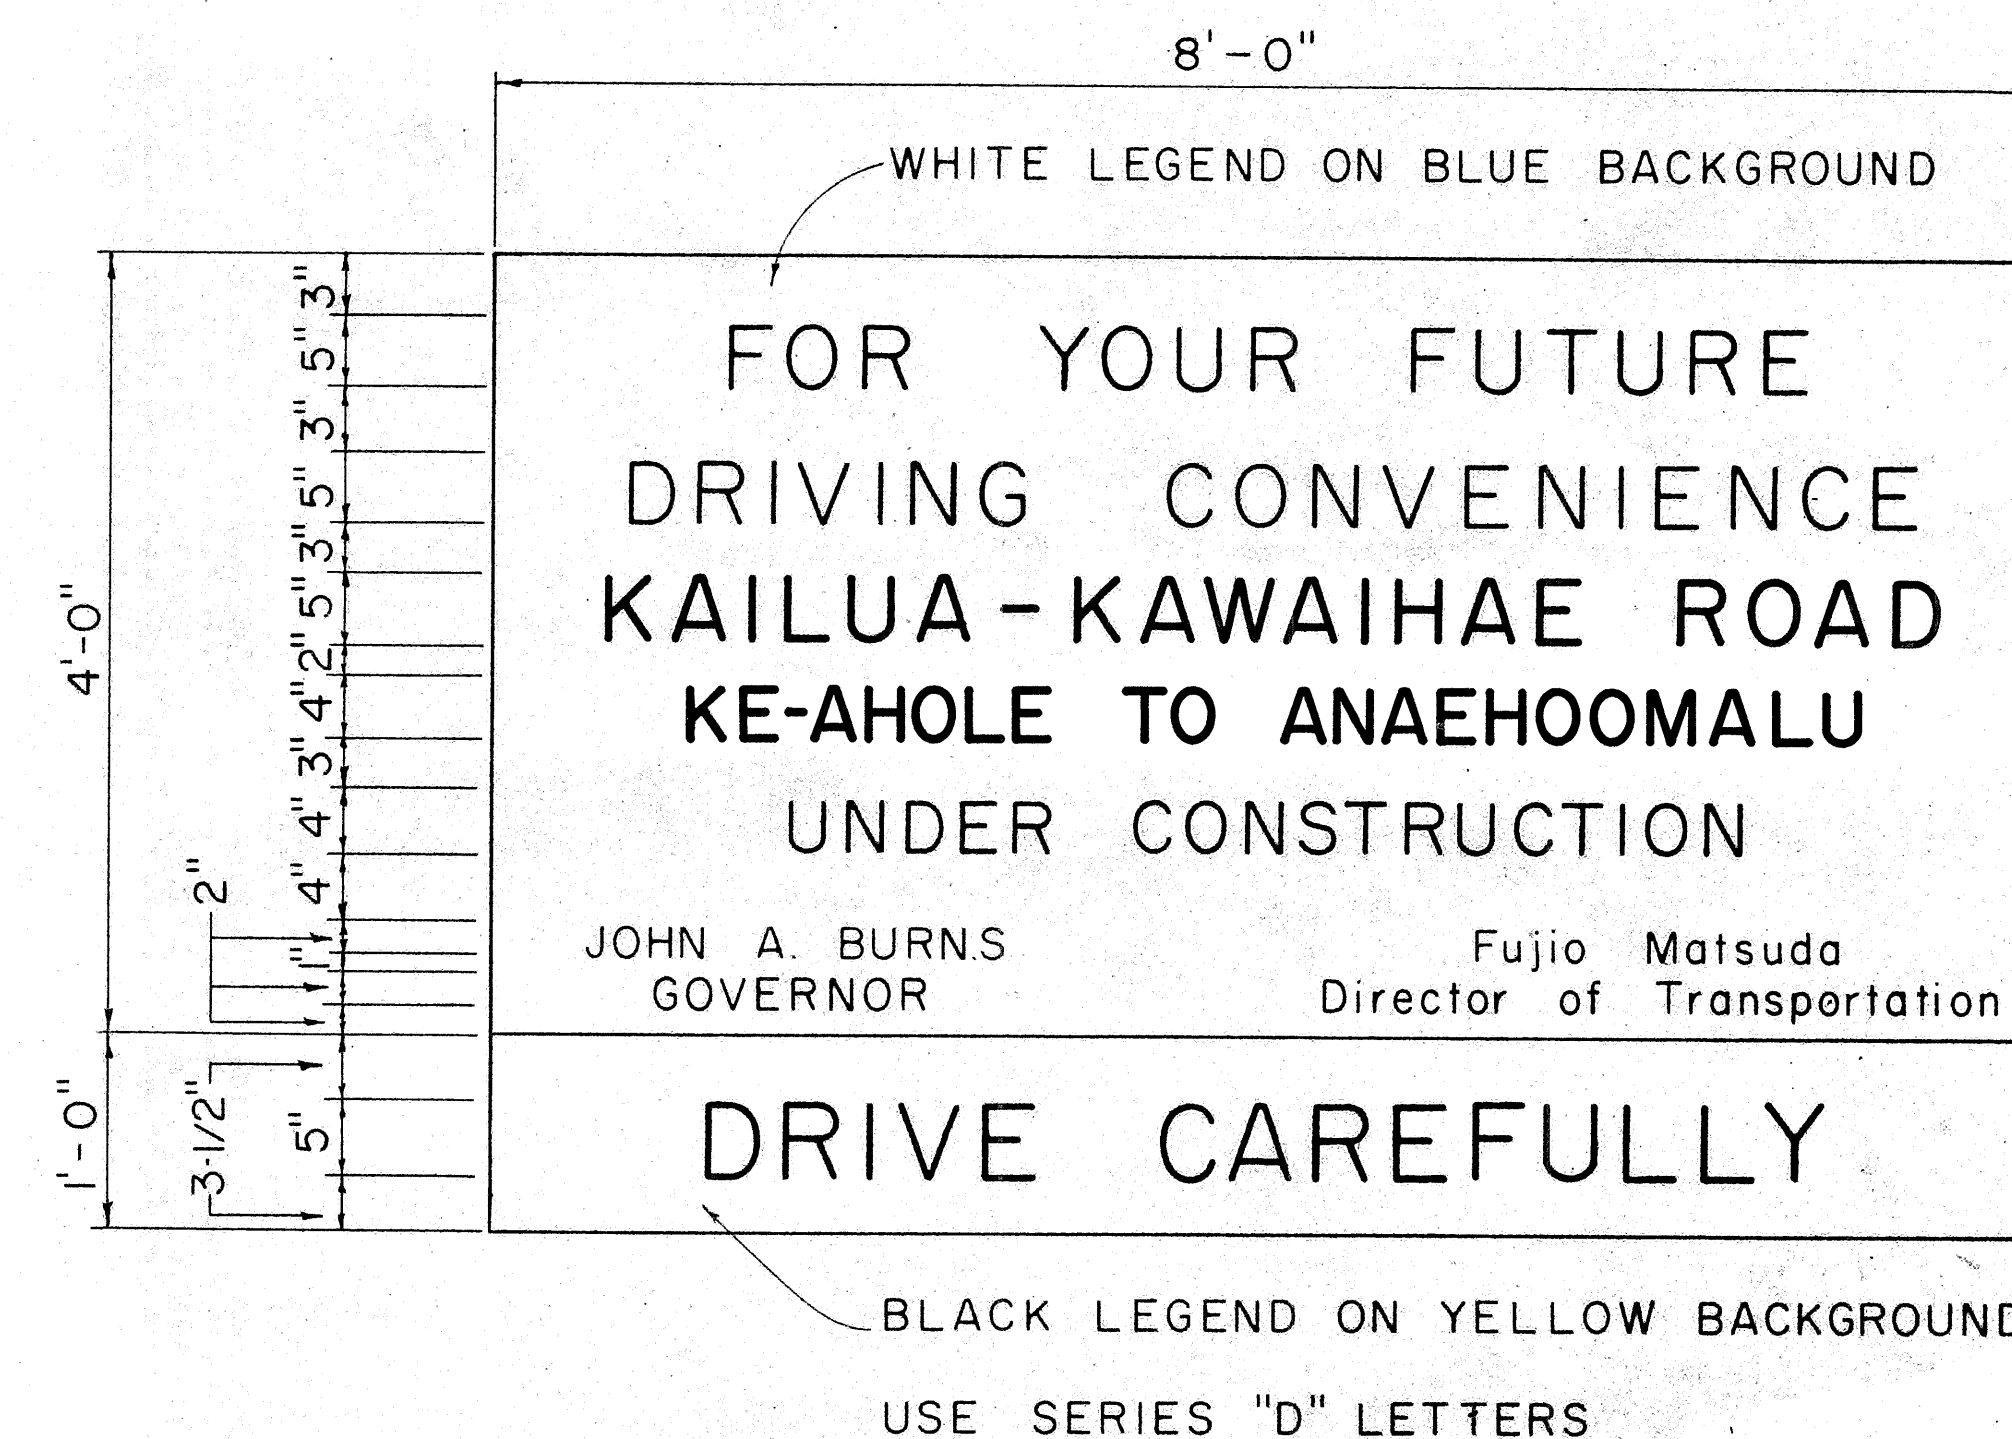 8'-0"
WHITE LEGEND ON BLUE BACKGROUND
3"
5"
3"
5"
3"
5"
2"
4"
3"
4"
4"
2"
1"
4'-0"
FOR YOUR FUTURE
DRIVING CONVENIENCE
KAILUA-KAWAIHAE ROAD
KE-AHOLE TO ANAEHOOMALU
UNDER CONSTRUCTION
JOHN A. BURNS Fujio Matsuda
GOVERNOR Director of Transportation
1'-0"
3-1/2"
5"
DRIVE CAREFULLY
BLACK LEGEND ON YELLOW BACKGROUND
USE SERIES "D" LETTERS